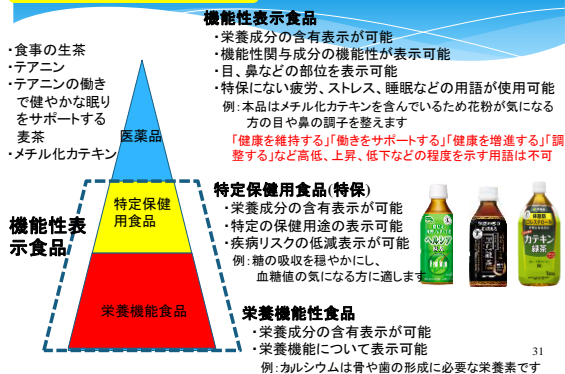 機能性表示食品
・栄養成分の含有表示が可能
・機能性関与成分の機能性が表示可能
・目、鼻などの部位を表示可能
・特保にない疲労、ストレス、睡眠などの用語が使用可能
例:本品はメチル化カテキンを含んでいるため花粉が気になる
方の目や鼻の調子を整えます
「健康を維持する」「働きをサポートする」「健康を増進する」「調
整する」など高低、上昇、低下などの程度を示す用語は不可
・食事の生茶
・テアニン
・テアニンの働き
で健やかな眠り
をサポートする
麦茶
・メチル化カテキン
医薬品
特定保健
用食品
栄養機能食品
機能性表
示食品
特定保健用食品(特保)
・栄養成分の含有表示が可能
・特定の保健用途の表示可能
・疾病リスクの低減表示が可能
例:糖の吸収を穏やかにし、
血糖値の気になる方に適します
ヘルシア
カテキン
緑茶
栄養機能性食品
・栄養成分の含有表示が可能
・栄養機能について表示可能
例:カルシウムは骨や歯の形成に必要な栄養素です
31